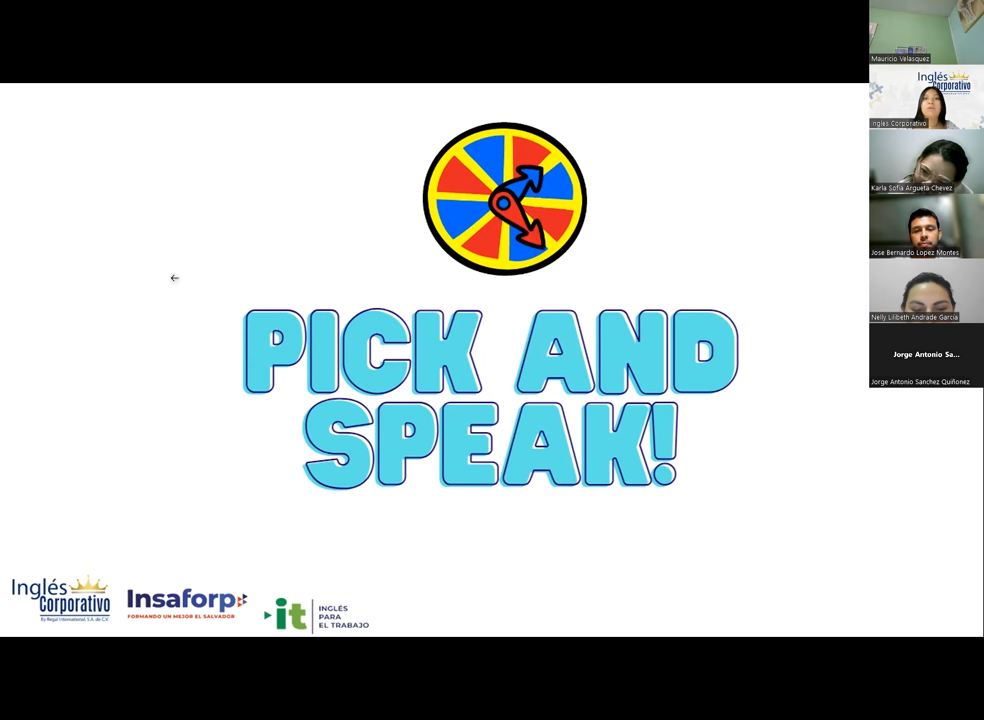 PICK AND
SPEAK!
Inglés
Corporativo
By Regal International, S.A. de C.V.
Insaforp
FORMANDO UN MEJOR EL SALVADOR
it
INGLÉS
PARA
EL TRABAJO
Mauricio Velasquez
Inglés
Corporativo
Ingles Corporativo
Karla Sofia Argueta Chevez
Jose Bernardo Lopez Montes
Nelly Lilibeth Andrade García
Jorge Antonio Sa...
Jorge Antonio Sanchez Quiñonez